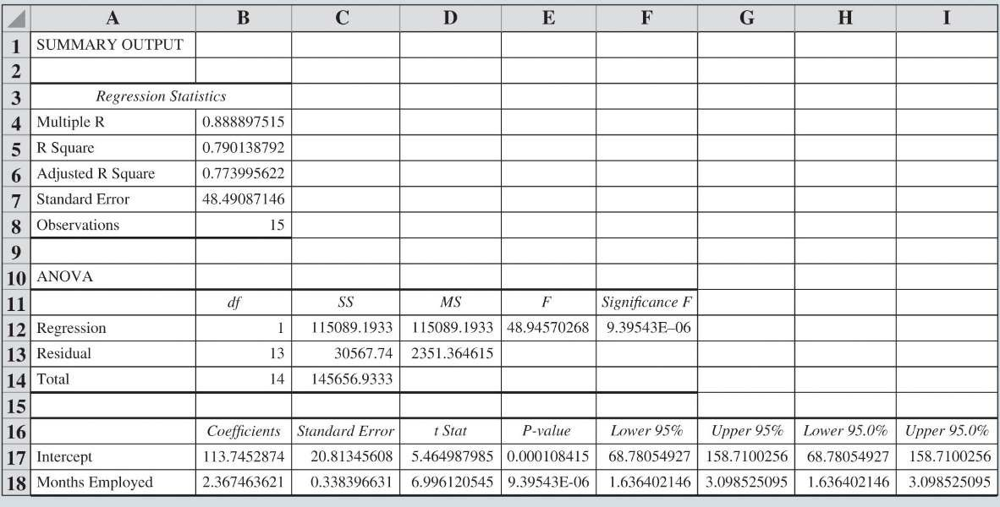 A B C D E F G H I
1 SUMMARY OUTPUT
2
3 Regression Statistics
4 Multiple R 0.888897515
5 R Square 0.790138792
6 Adjusted R Square 0.773995622
7 Standard Error 48.49087146
8 Observations 15
9
10 ANOVA
11 df SS MS F Significance F
12 Regression 1 115089.1933 115089.1933 48.94570268 9.39543E–06
13 Residual 13 30567.74 2351.364615
14 Total 14 145656.9333
15
16 Coefficients Standard Error t Stat P-value Lower 95% Upper 95% Lower 95.0% Upper 95.0%
17 Intercept 113.7452874 20.81345608 5.464987985 0.000108415 68.78054927 158.7100256 68.78054927 158.7100256
18 Months Employed 2.367463621 0.338396631 6.996120545 9.39543E-06 1.636402146 3.098525095 1.636402146 3.098525095